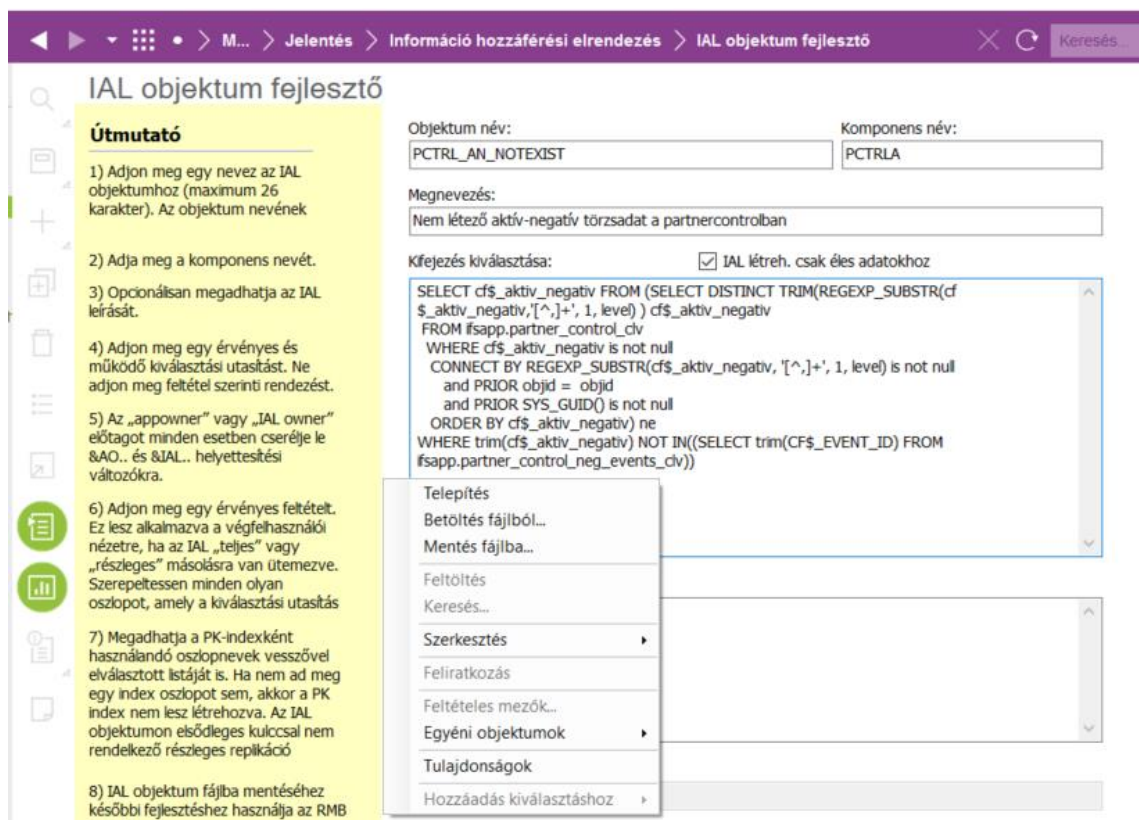 M... > Jelentés > Információ hozzáférési elrendezés > IAL objektum fejlesztő
Keresés...
IAL objektum fejlesztő
Útmutató
1) Adjon meg egy nevez az IAL
objektumhoz (maximum 26
karakter). Az objektum nevének
2) Adja meg a komponens nevét.
3) Opcionálisan megadhatja az IAL
leírását.
4) Adjon meg egy érvényes és
működő kiválasztási utasítást. Ne
adjon meg feltétel szerinti rendezést.
5) Az „appowner” vagy „IAL owner”
előtagot minden esetben cserélje le
&AO.. és &IAL.. helyettesítési
változókra.
6) Adjon meg egy érvényes feltételt.
Ez lesz alkalmazva a végfelhasználói
nézetre, ha az IAL „teljes” vagy
„részleges” másolásra van ütemezve.
Szerepeltessen minden olyan
oszlopot, amely a kiválasztási utasítás
7) Megadhatja a PK-indexként
használandó oszlopnevek vesszővel
elválasztott listáját is. Ha nem ad meg
egy index oszlopot sem, akkor a PK
index nem lesz létrehozva. Az IAL
objektumon elsődleges kulccsal nem
rendelkező részleges replikáció
8) IAL objektum fájlba mentéséhez
későbbi fejlesztéshez használja az RMB
Objektum név:
PCTRL_AN_NOTEXIST
Komponens név:
PCTRLA
Megnevezés:
Nem létező aktív-negatív törzsadat a partnercontrolban
Kifejezés kiválasztása:
IAL létreh. csak éles adatokhoz
SELECT cf$_aktiv_negativ FROM (SELECT DISTINCT TRIM(REGEXP_SUBSTR(cf
$_aktiv_negativ,'[^,]+', 1, level) ) cf$_aktiv_negativ
FROM ifsapp.partner_control_clv
WHERE cf$_aktiv_negativ is not null
CONNECT BY REGEXP_SUBSTR(cf$_aktiv_negativ, '[^,]+', 1, level) is not null
and PRIOR objid = objid
and PRIOR SYS_GUID() is not null
ORDER BY cf$_aktiv_negativ) ne
WHERE trim(cf$_aktiv_negativ) NOT IN((SELECT trim(CF$_EVENT_ID) FROM
ifsapp.partner_control_neg_events_clv))
Telepítés
Betöltés fájlból...
Mentés fájlba...
Feltöltés
Keresés...
Szerkesztés
Feliratkozás
Feltételes mezők...
Egyéni objektumok
Tulajdonságok
Hozzáadás kiválasztáshoz